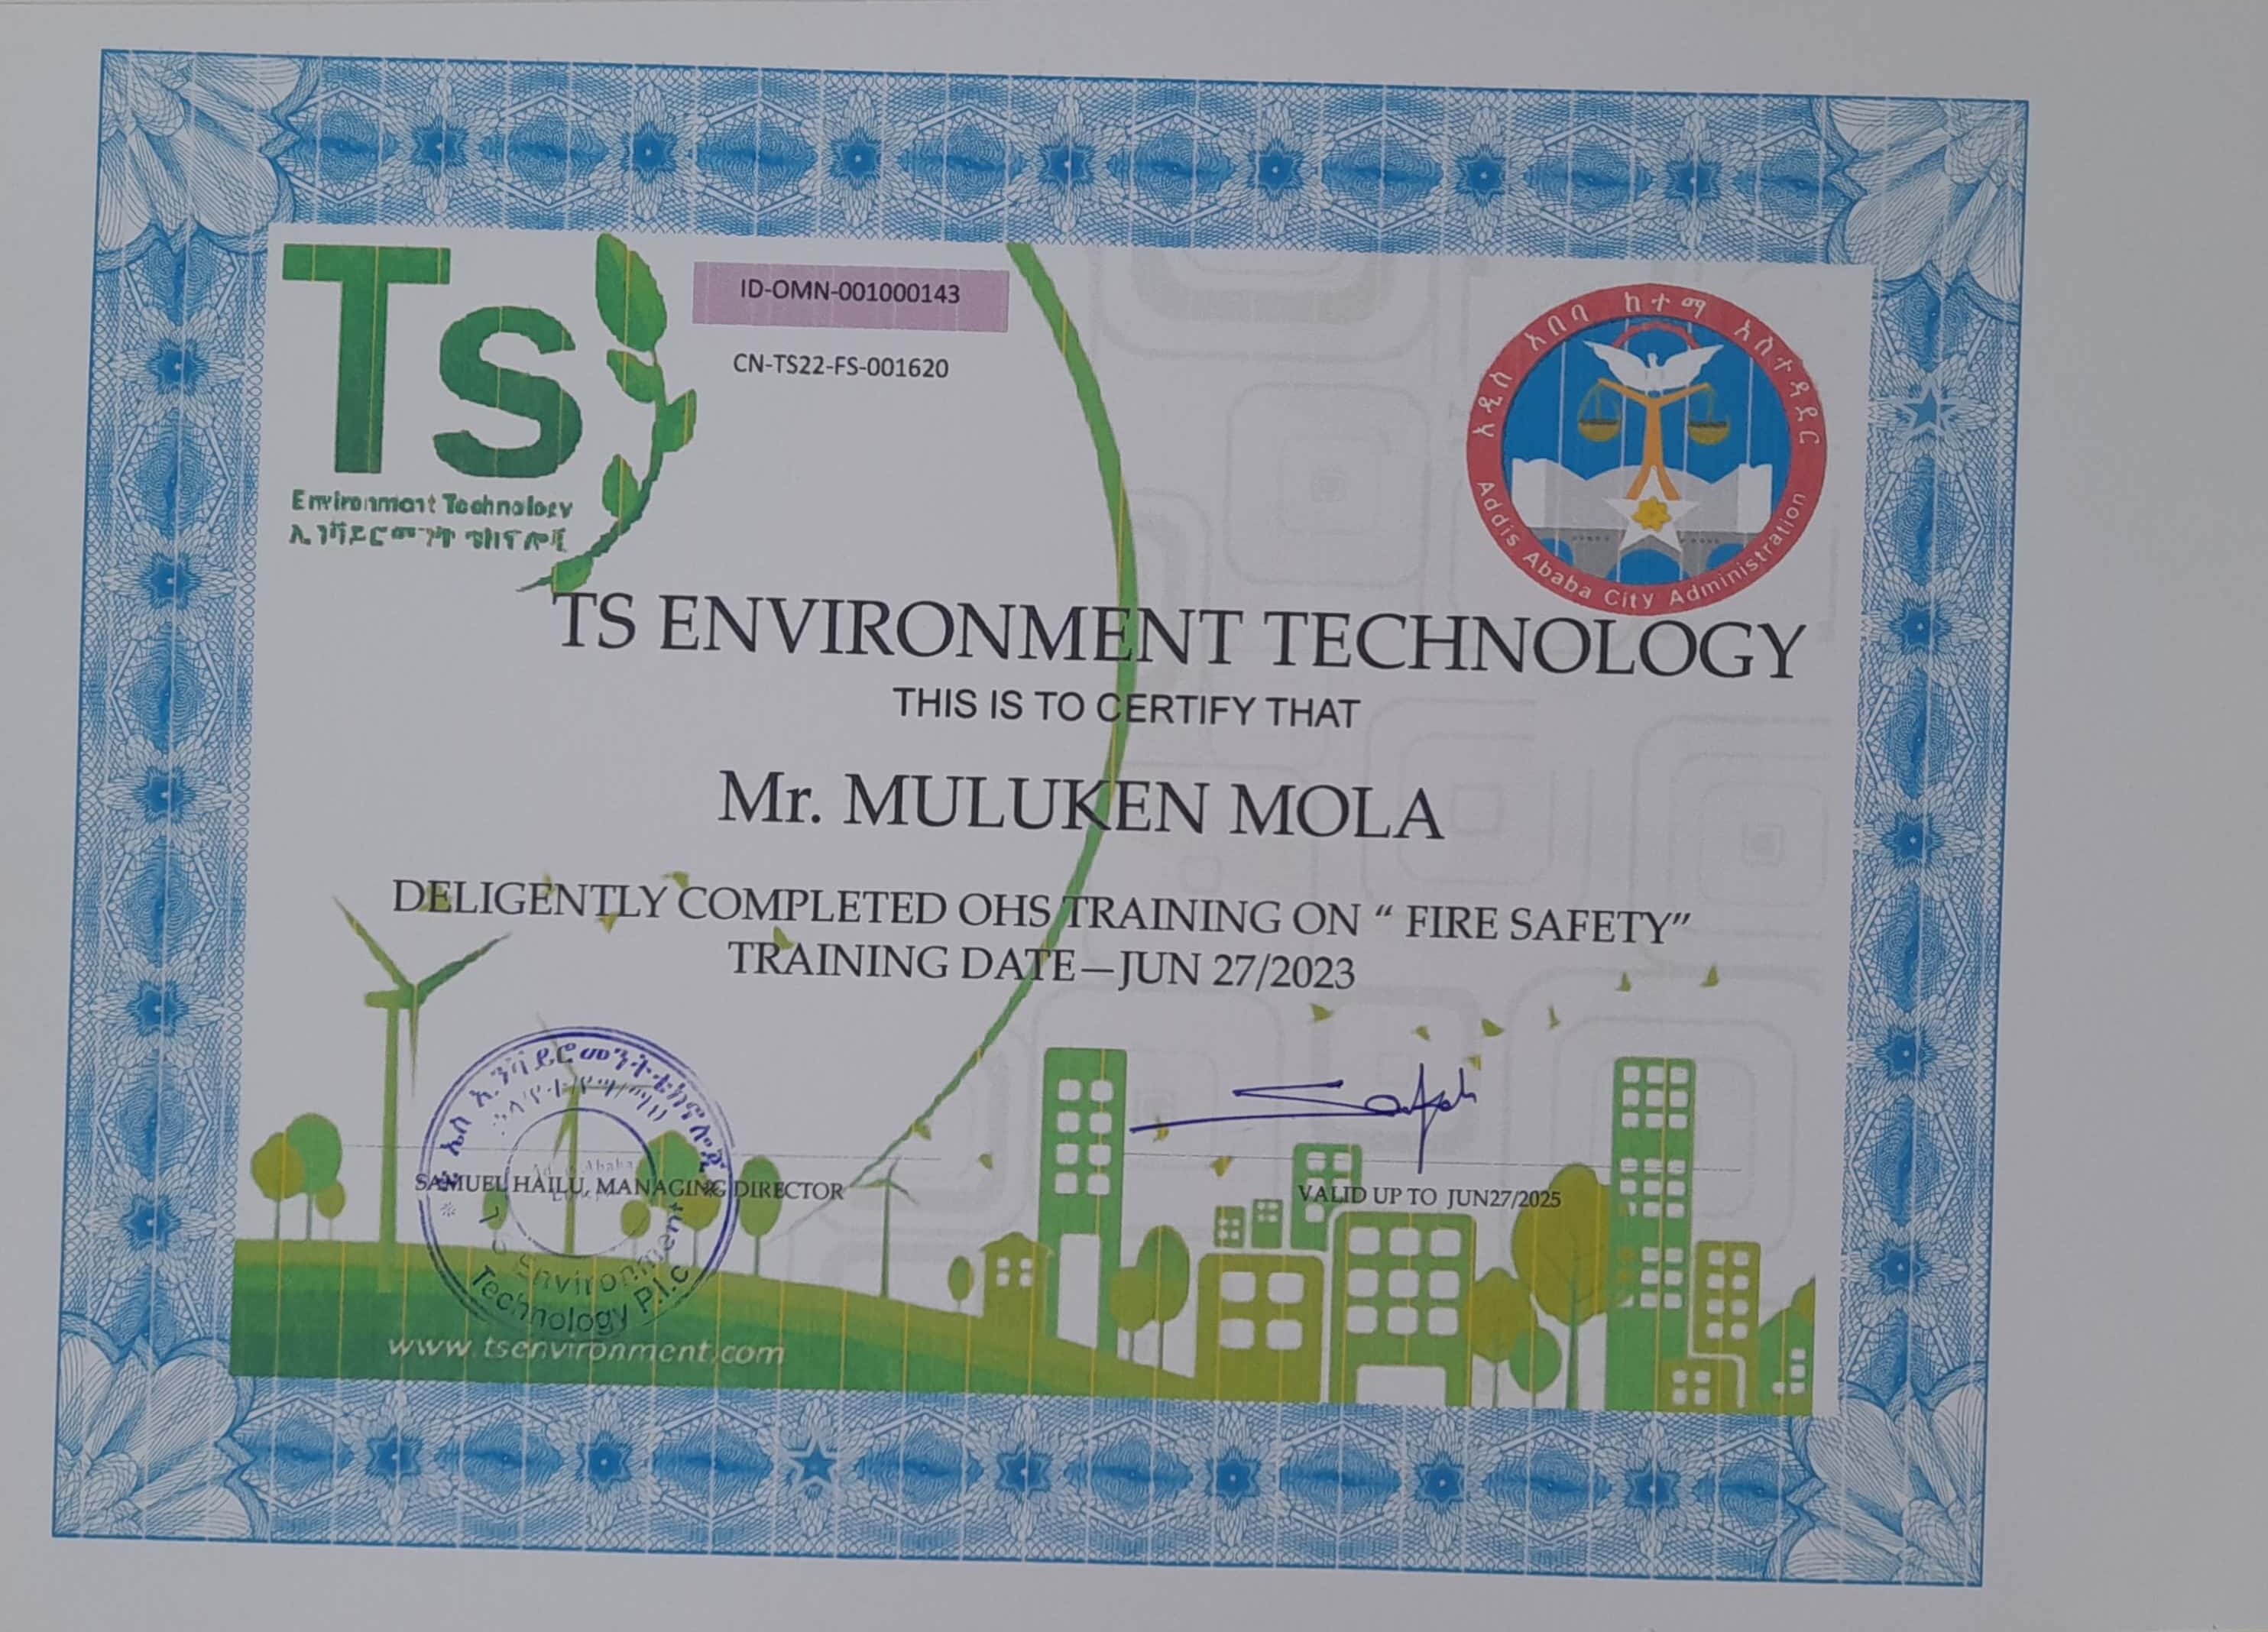 Ts
Environment Technology
ID-OMN-001000143
CN-TS22-FS-001620
አዲስ አበባ ከተማ አስተዳደር
Addis Ababa City Administration
TS ENVIRONMENT TECHNOLOGY
THIS IS TO CERTIFY THAT
Mr. MULUKEN MOLA
DELIGENTLY COMPLETED OHS TRAINING ON “ FIRE SAFETY”
TRAINING DATE—JUN 27/2023
SAMUEL HAILU, MANAGING DIRECTOR
VALID UP TO JUN27/2025
Environment
Technology P.l.c
www.tsenvironment.com